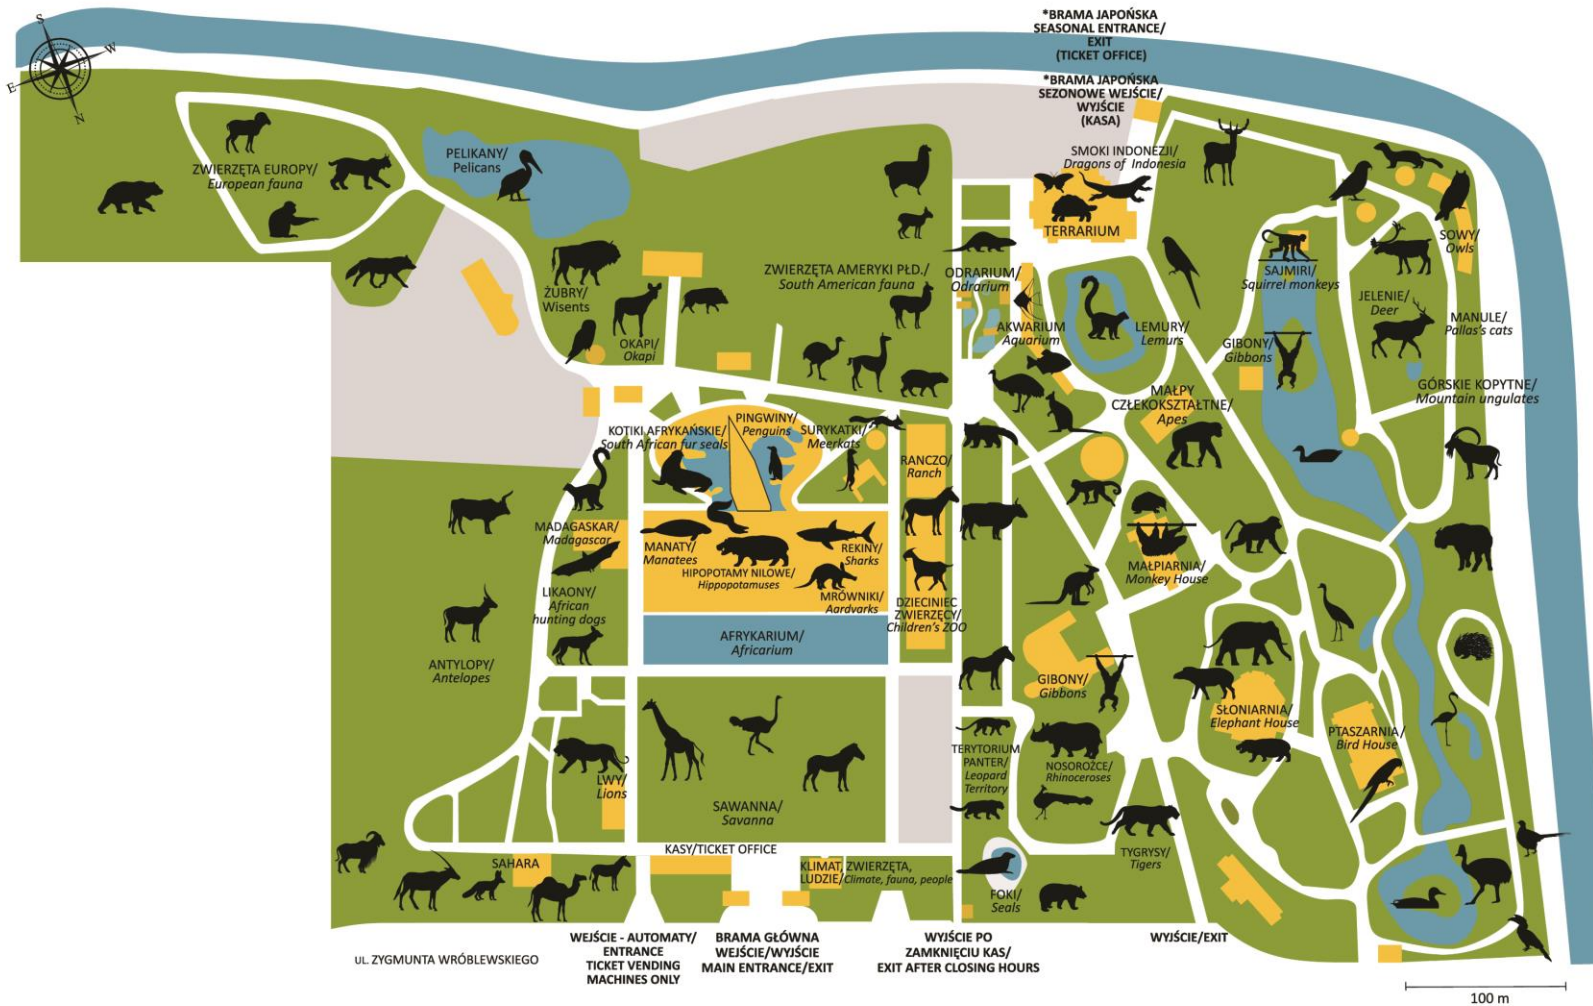 *BRAMA JAPOŃSKA
SEASONAL ENTRANCE/
EXIT
(TICKET OFFICE)
S
W
E
N
*BRAMA JAPOŃSKA
SEZONOWE WEJŚCIE/
WYJŚCIE
(KASA)
ZWIERZĘTA EUROPY/
European fauna
PELIKANY/
Pelicans
SMOKI INDONEZJI/
Dragons of Indonesia
TERRARIUM
SOWY/
Owls
ŻUBRY/
Wisents
OKAPI/
Okapi
ZWIERZĘTA AMERYKI PŁD./
South American fauna
ODRARIUM/
Odrarium
AKWARIUM
Aquarium
LEMURY/
Lemurs
SAJMIRI/
Squirrel monkeys
GIBONY/
Gibbons
JELENIE/
Deer
MANULE/
Pallas's cats
GÓRSKIE KOPYTNE/
Mountain ungulates
MAŁPY
CZŁEKOKSZTAŁTNE/
Apes
KOTIKI AFRYKAŃSKIE/
South African fur seals
PINGWINY/
Penguins
SURYKATKI/
Meerkats
RANCZO/
Ranch
MADAGASKAR/
Madagascar
MANATY/
Manatees
HIPOPOTAMY NILOWE/
Hippopotamuses
REKINY/
Sharks
MRÓWNIKI/
Aardvarks
DZIECINIEC
ZWIERZĘCY/
Children's ZOO
MAŁPIARNIA/
Monkey House
LIKAONY/
African
hunting dogs
AFRYKARIUM/
Africarium
ANTYLOPY/
Antelopes
GIBONY/
Gibbons
SŁONIARNIA/
Elephant House
PTASZARNIA/
Bird House
LWY/
Lions
SAWANNA/
Savanna
TERYTORIUM
PANTER/
Leopard
Territory
NOSOROŻCE/
Rhinoceroses
TYGRYSY/
Tigers
KASY/TICKET OFFICE
SAHARA
KLIMAT, ZWIERZĘTA,
LUDZIE/Climate, fauna, people
FOKI/
Seals
UL. ZYGMUNTA WRÓBLEWSKIEGO
WEJŚCIE - AUTOMATY/
ENTRANCE
TICKET VENDING
MACHINES ONLY
BRAMA GŁÓWNA
WEJŚCIE/WYJŚCIE
MAIN ENTRANCE/EXIT
WYJŚCIE PO
ZAMKNIĘCIU KAS/
EXIT AFTER CLOSING HOURS
WYJŚCIE/EXIT
100 m